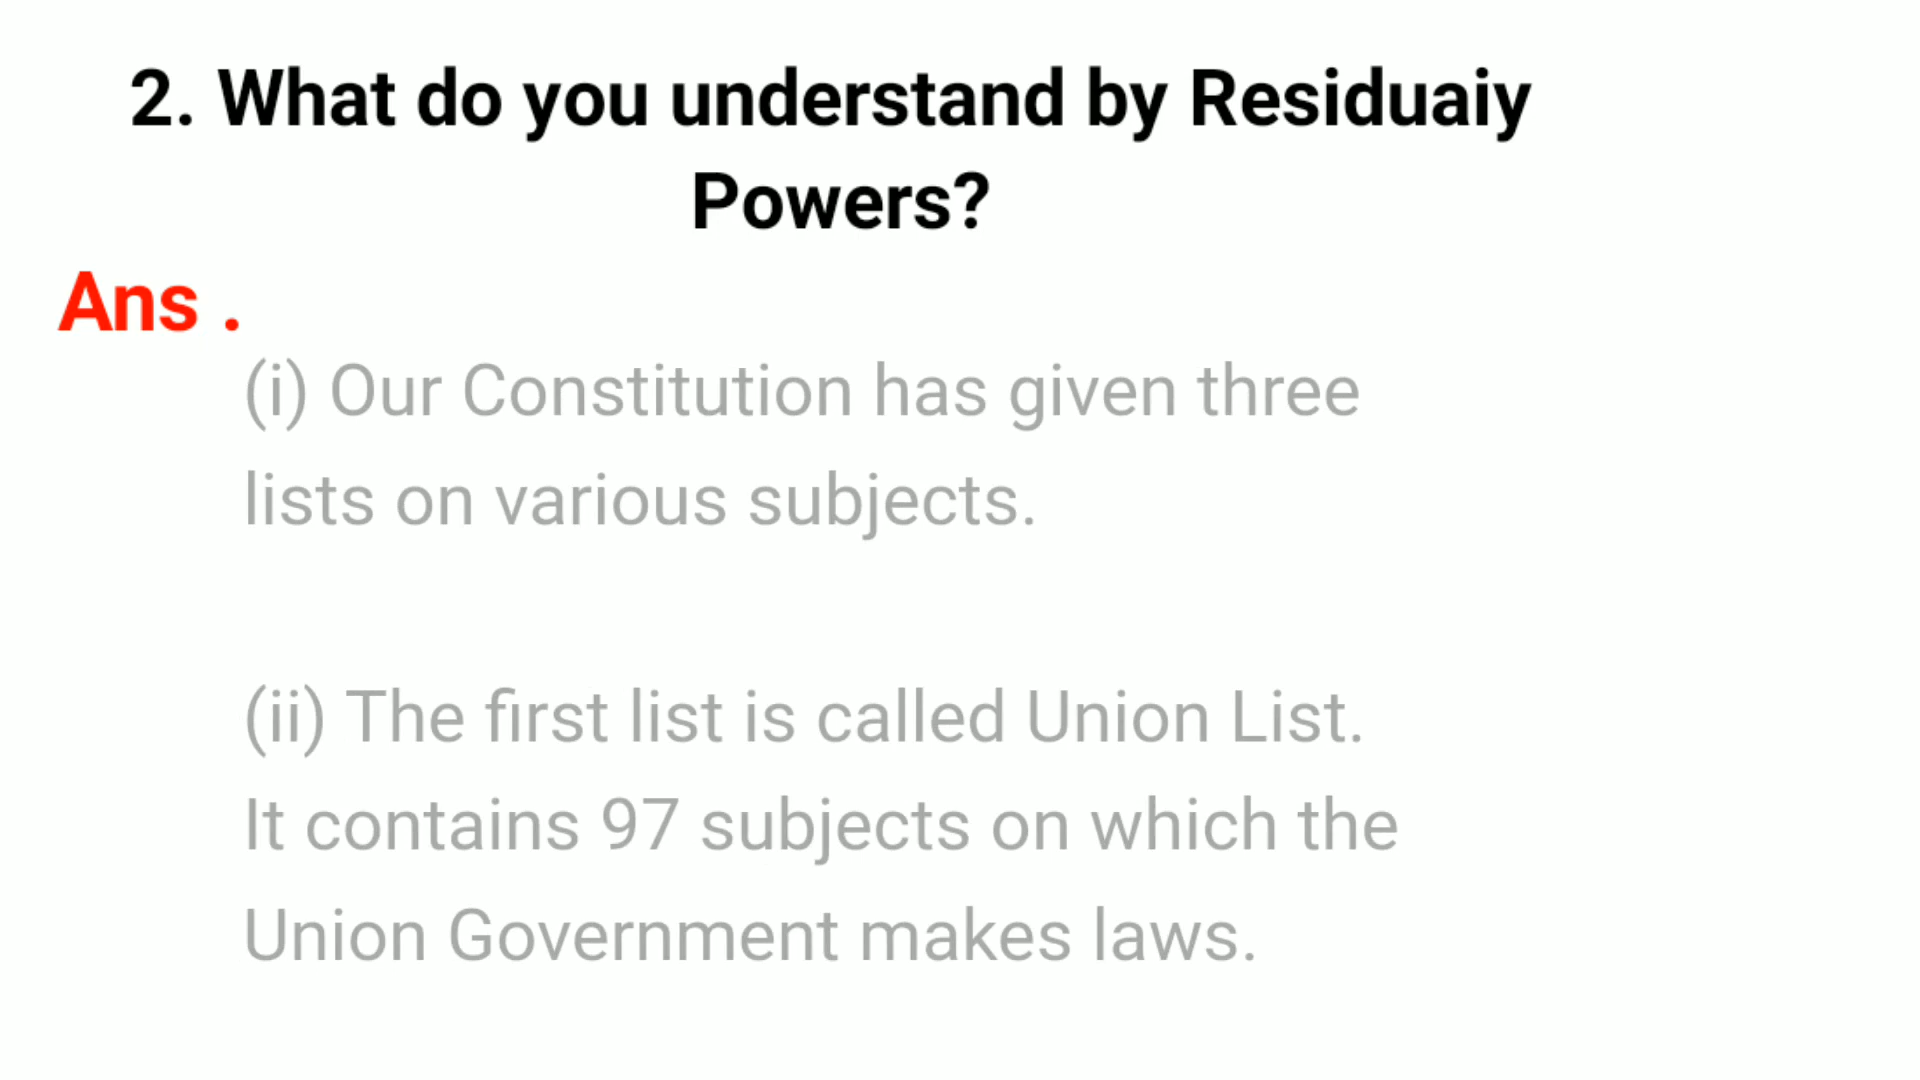 2. What do you understand by Residuaiy
Powers?
Ans .
(i) Our Constitution has given three
lists on various subjects.
(ii) The first list is called Union List.
It contains 97 subjects on which the
Union Government makes laws.